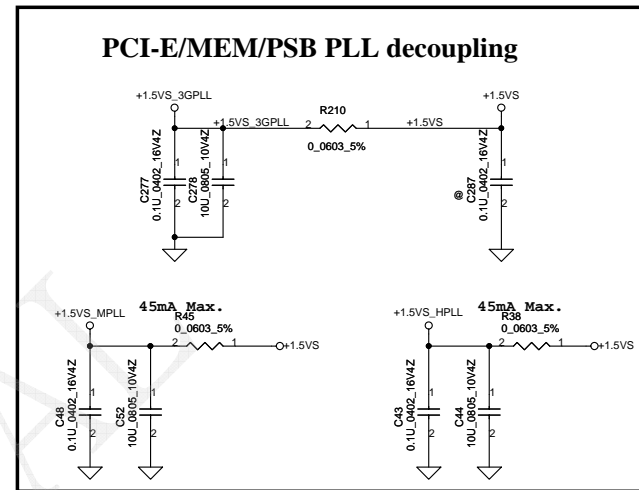 PCI-E/MEM/PSB PLL decoupling
+1.5VS_3GPLL
+1.5VS
R210
+1.5VS_3GPLL 2 1 +1.5VS
0_0603_5%
C277
0.1U_0402_16V4Z
1
2
C278
10U_0805_10V4Z
1
2
@
C287
0.1U_0402_16V4Z
1
2
45mA Max.
+1.5VS_MPLL
R45
0_0603_5%
2 1 +1.5VS
C48
0.1U_0402_16V4Z
1
2
C52
10U_0805_10V4Z
1
2
45mA Max.
+1.5VS_HPLL
R38
0_0603_5%
2 1 +1.5VS
C43
0.1U_0402_16V4Z
1
2
C44
10U_0805_10V4Z
1
2